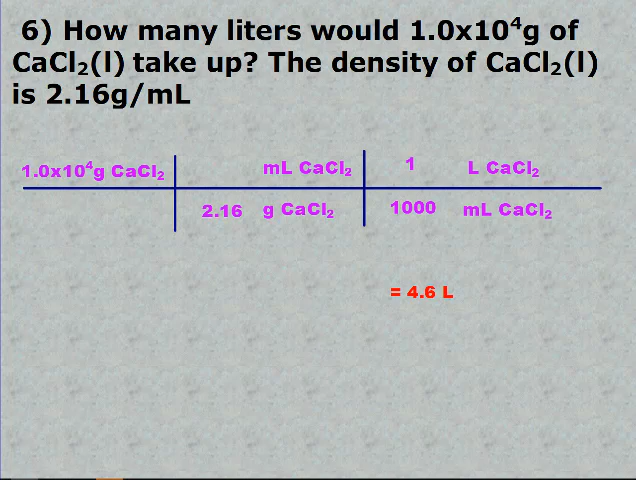 6) How many liters would 1.0x10⁴g of
CaCl₂(l) take up? The density of CaCl₂(l)
is 2.16g/mL
1.0x10⁴g CaCl₂ mL CaCl₂ 1 L CaCl₂
2.16 g CaCl₂ 1000 mL CaCl₂
= 4.6 L